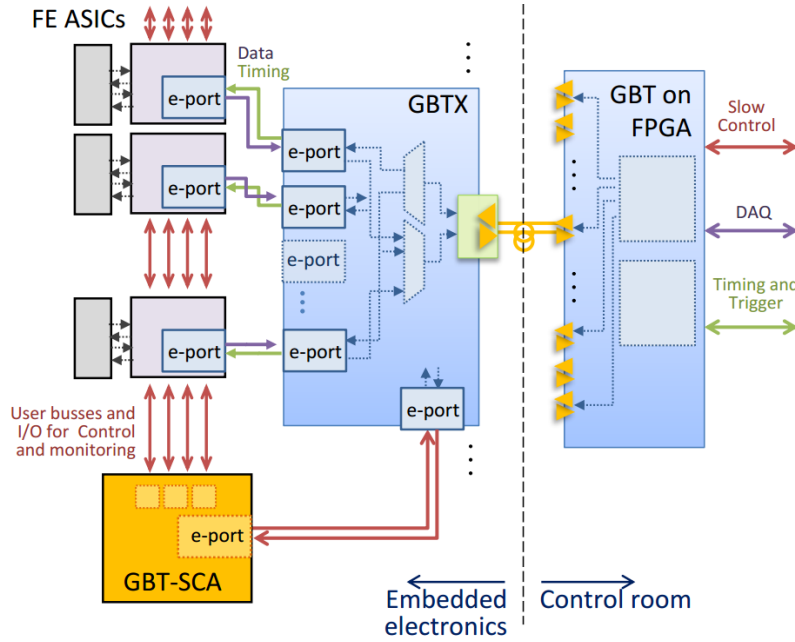 FE ASICs
Data
Timing
e-port
e-port
e-port
GBTX
e-port
e-port
e-port
e-port
e-port
User busses and
I/O for Control
and monitoring
e-port
GBT-SCA
GBT on
FPGA
Slow
Control
DAQ
Timing and
Trigger
Embedded
electronics
Control room